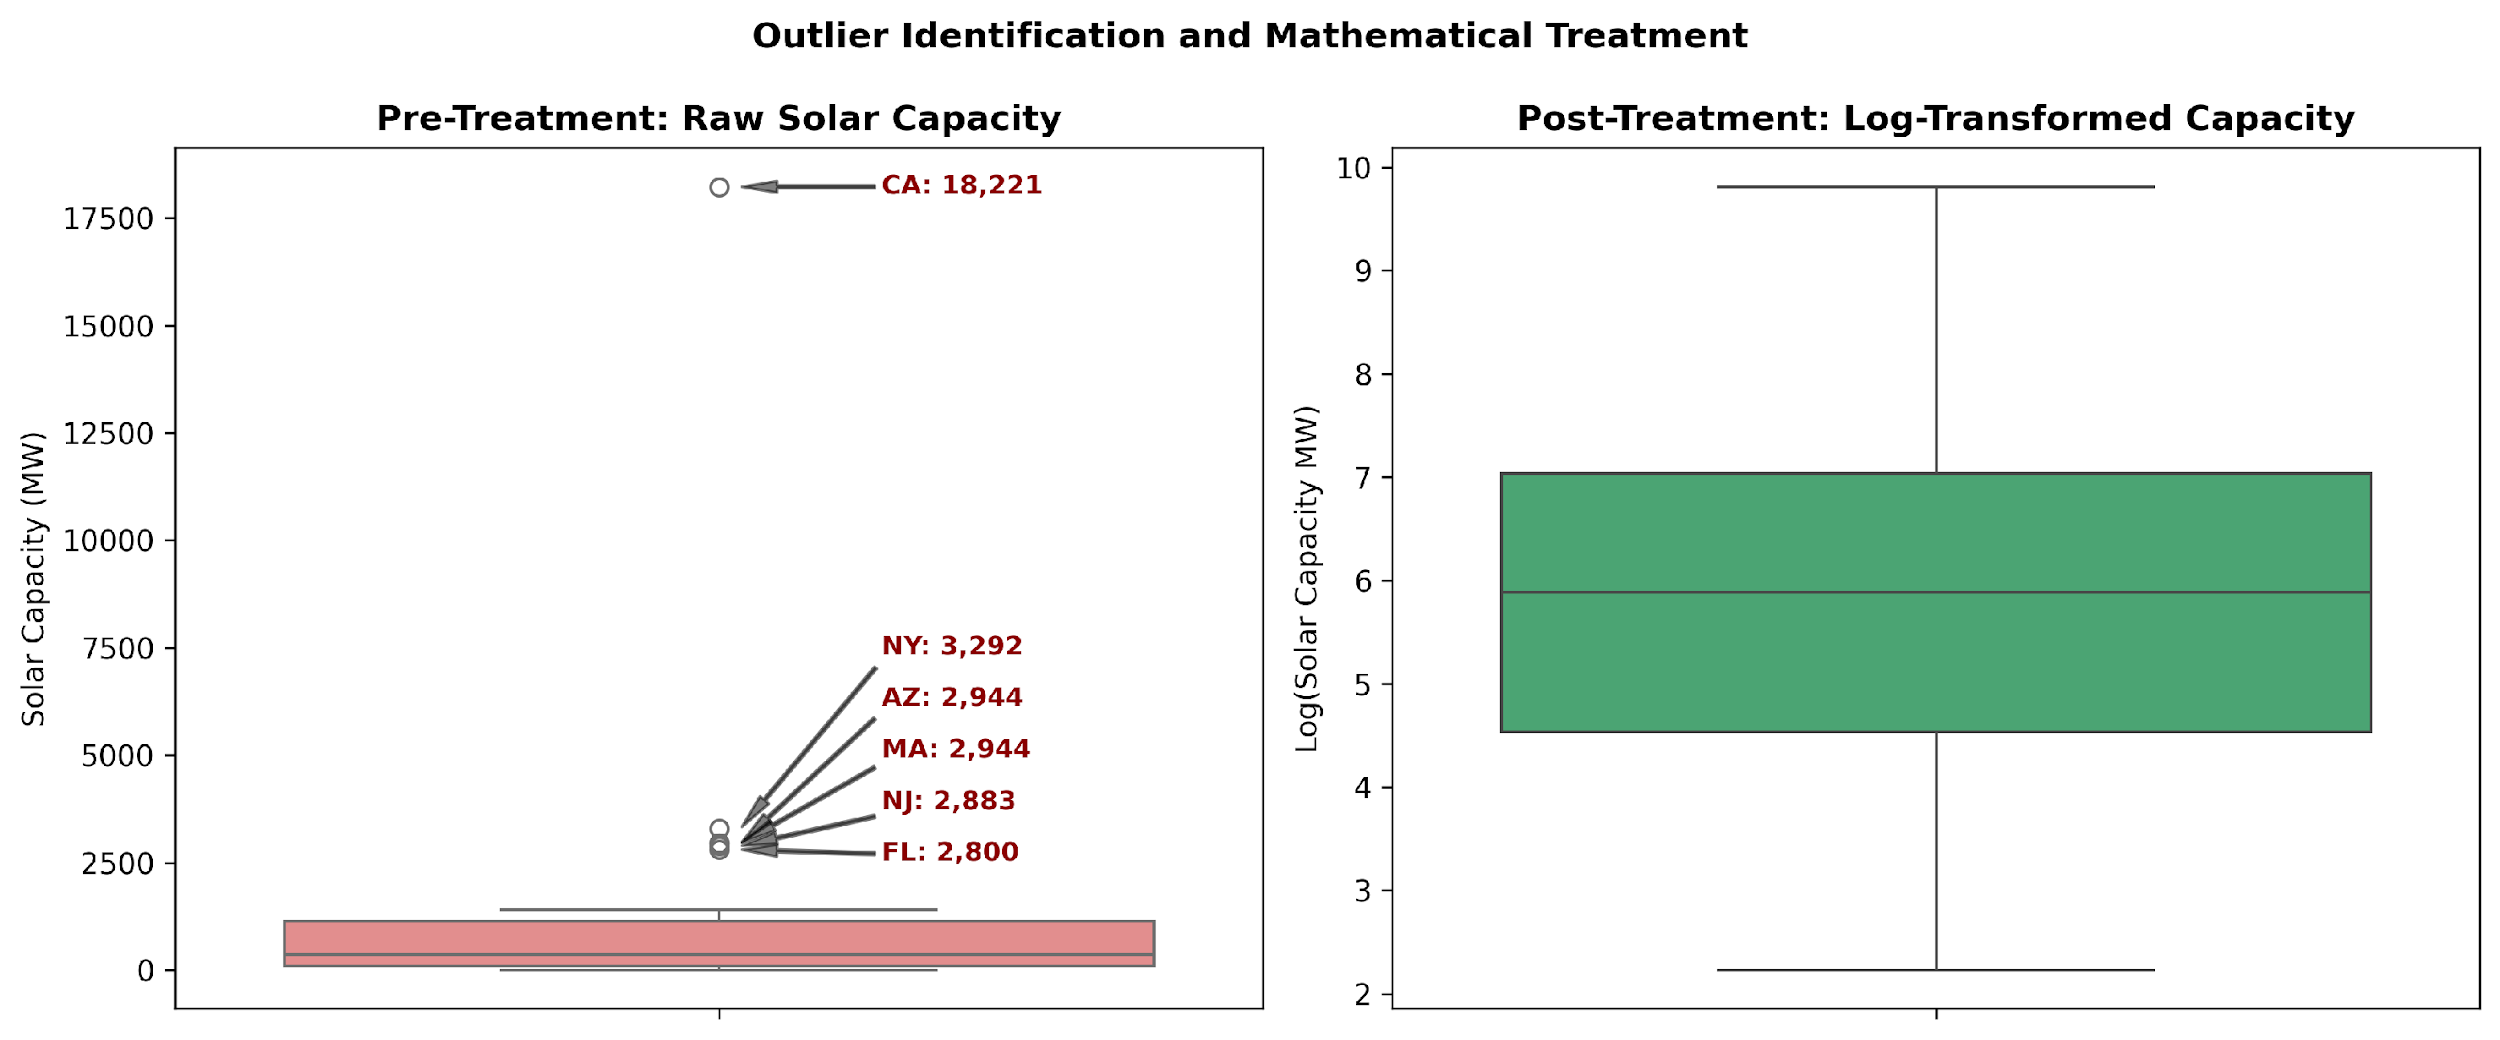 Outlier Identification and Mathematical Treatment
Pre-Treatment: Raw Solar Capacity
Solar Capacity (MW)
17500
15000
12500
10000
7500
5000
2500
0
CA: 18,221
NY: 3,292
AZ: 2,944
MA: 2,944
NJ: 2,883
FL: 2,800
Post-Treatment: Log-Transformed Capacity
Log(Solar Capacity MW)
10
9
8
7
6
5
4
3
2